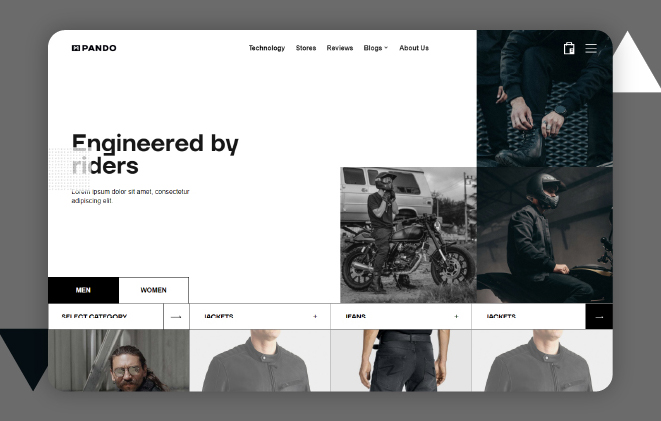 PANDO
Technology Stores Reviews Blogs About Us
Engineered by
riders
Lorem ipsum dolor sit amet, consectetur
adipiscing elit.
MEN WOMEN
SELECT CATEGORY JACKETS + JEANS + JACKETS